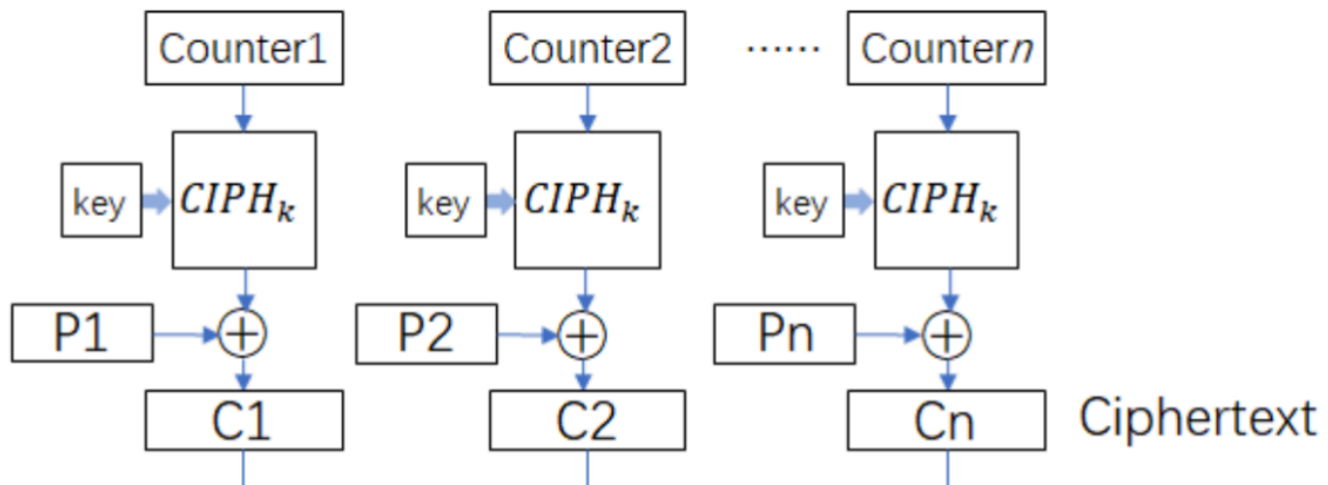 Counter1 Counter2 ...... Countern
key CIPHₖ key CIPHₖ key CIPHₖ
P1 P2 Pn
C1 C2 Cn Ciphertext